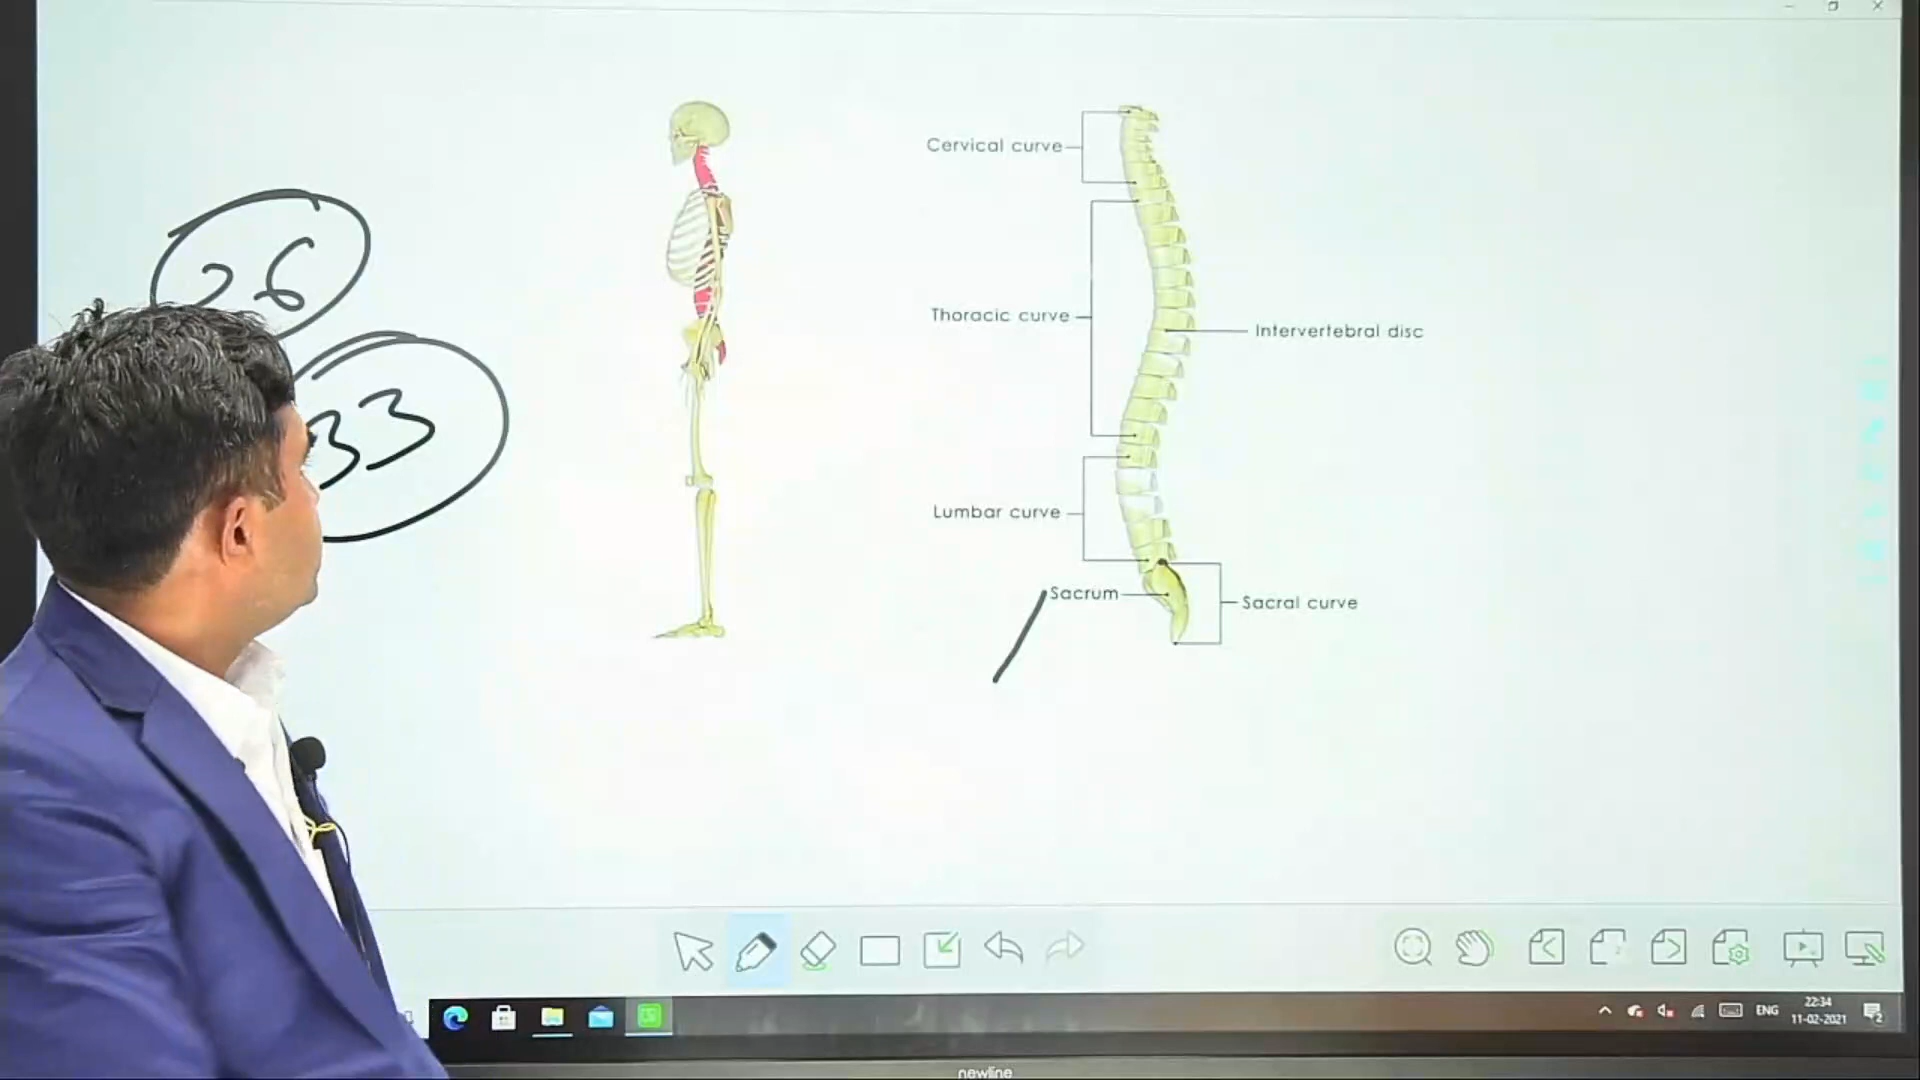 26
33
Cervical curve
Thoracic curve
Intervertebral disc
Lumbar curve
Sacrum
Sacral curve
ENG
22:34
11-02-2021
2
newline